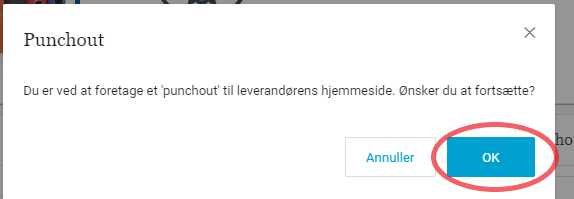 Punchout
Du er ved at foretage et 'punchout' til leverandørens hjemmeside. Ønsker du at fortsætte?
Annuller
OK